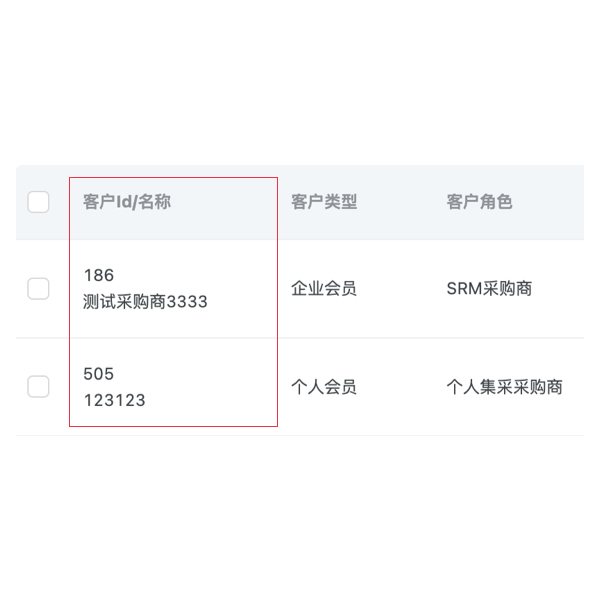 客户Id/名称 客户类型 客户角色
186
测试采购商3333 企业会员 SRM采购商
505
123123 个人会员 个人集采采购商